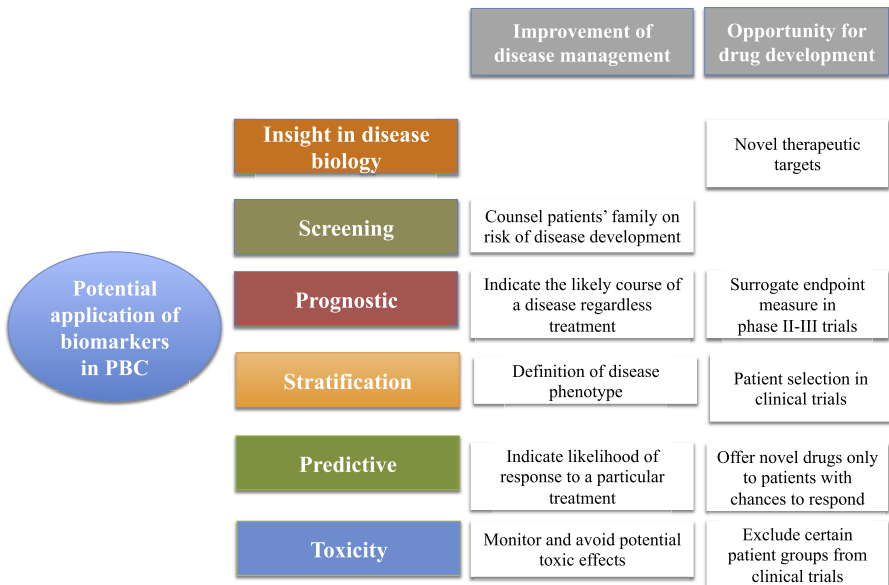 Improvement of
disease management
Opportunity for
drug development
Potential
application of
biomarkers
in PBC
Insight in disease
biology
Novel therapeutic
targets
Screening
Counsel patients’ family on
risk of disease development
Prognostic
Indicate the likely course of
a disease regardless
treatment
Surrogate endpoint
measure in
phase II-III trials
Stratification
Definition of disease
phenotype
Patient selection in
clinical trials
Predictive
Indicate likelihood of
response to a particular
treatment
Offer novel drugs only
to patients with
chances to respond
Toxicity
Monitor and avoid potential
toxic effects
Exclude certain
patient groups from
clinical trials